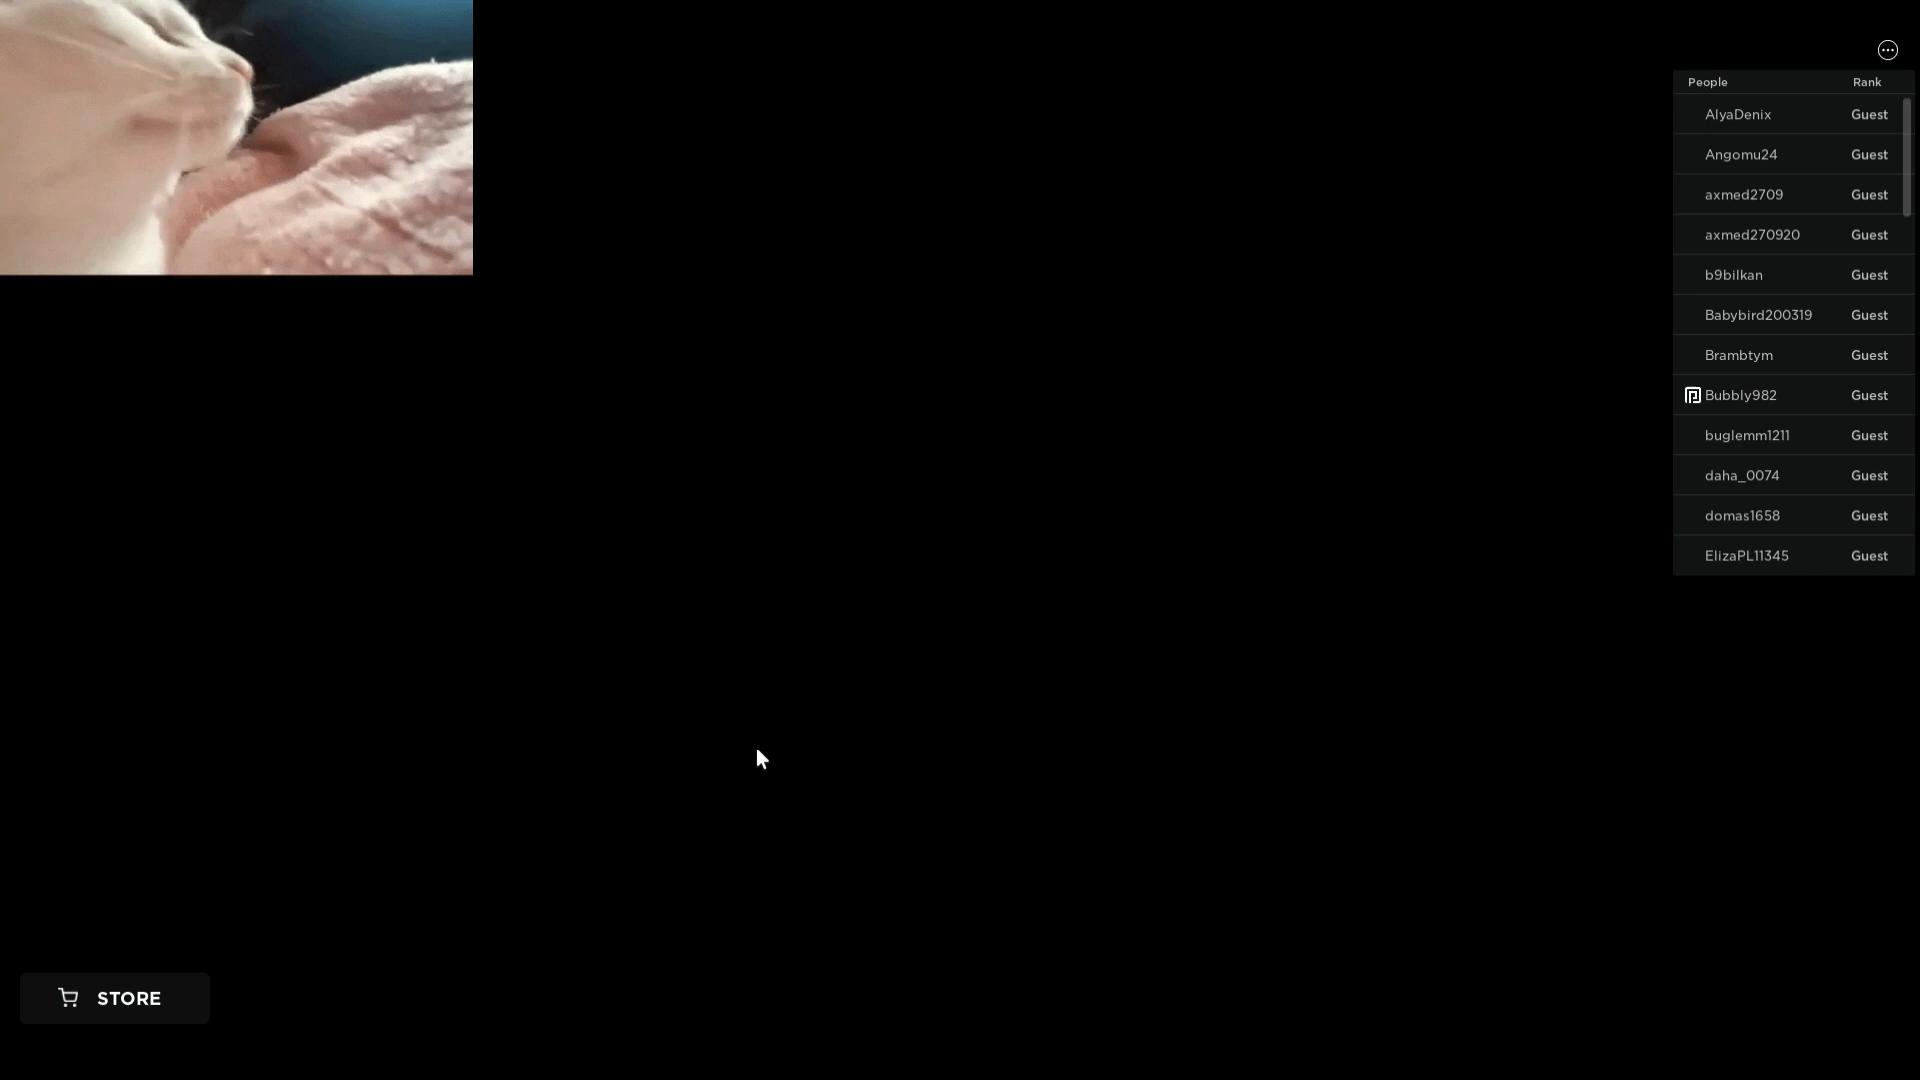 People Rank
AlyaDenix Guest
Angomu24 Guest
axmed2709 Guest
axmed270920 Guest
b9bilkan Guest
Babybird200319 Guest
Brambtym Guest
Bubbly982 Guest
buglemm1211 Guest
daha_0074 Guest
domas1658 Guest
ElizaPL11345 Guest
STORE